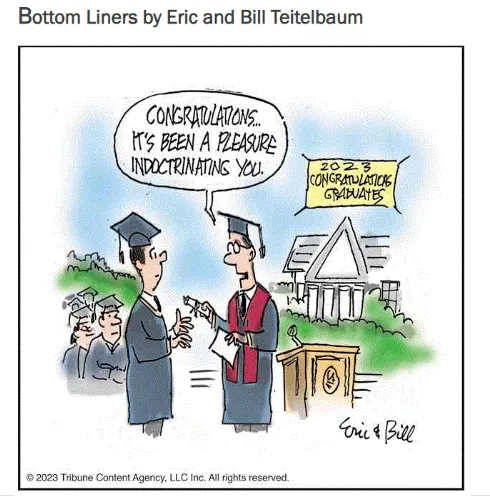 Bottom Liners by Eric and Bill Teitelbaum
CONGRATULATIONS...
IT'S BEEN A PLEASURE
INDOCTRINATING YOU.
2023
CONGRATULATIONS
GRADUATES
Eric & Bill
© 2023 Tribune Content Agency, LLC Inc. All rights reserved.